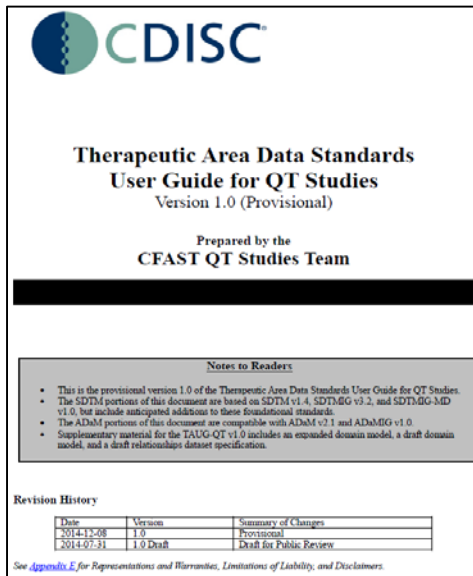 CDISC
Therapeutic Area Data Standards
User Guide for QT Studies
Version 1.0 (Provisional)
Prepared by the
CFAST QT Studies Team
Notes to Readers
• This is the provisional version 1.0 of the Therapeutic Area Data Standards User Guide for QT Studies.
• The SDTM portions of this document are based on SDTM v1.4, SDTMIG v3.2, and SDTMIG-MD
v1.0, but include anticipated additions to these foundational standards.
• The ADaM portions of this document are compatible with ADaM v2.1 and ADaMIG v1.0.
• Supplementary material for the TAUG-QT v1.0 includes an expanded domain model, a draft domain
model, and a draft relationships dataset specification.
Revision History
Date Version Summary of Changes
2014-12-08 1.0 Provisional
2014-07-31 1.0 Draft Draft for Public Review
See Appendix E for Representations and Warranties, Limitations of Liability, and Disclaimers.